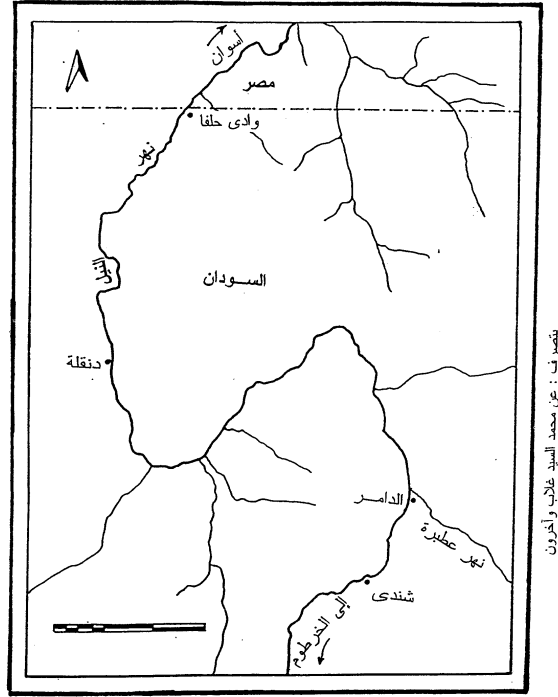 أسوان
مصر
وادى حلفا
نهر
النيل
السودان
دنقلة
الدامر
نهر عطبرة
شندى
إلى الخرطوم
بتصرف : عن محمد السيد غلاب وآخرون